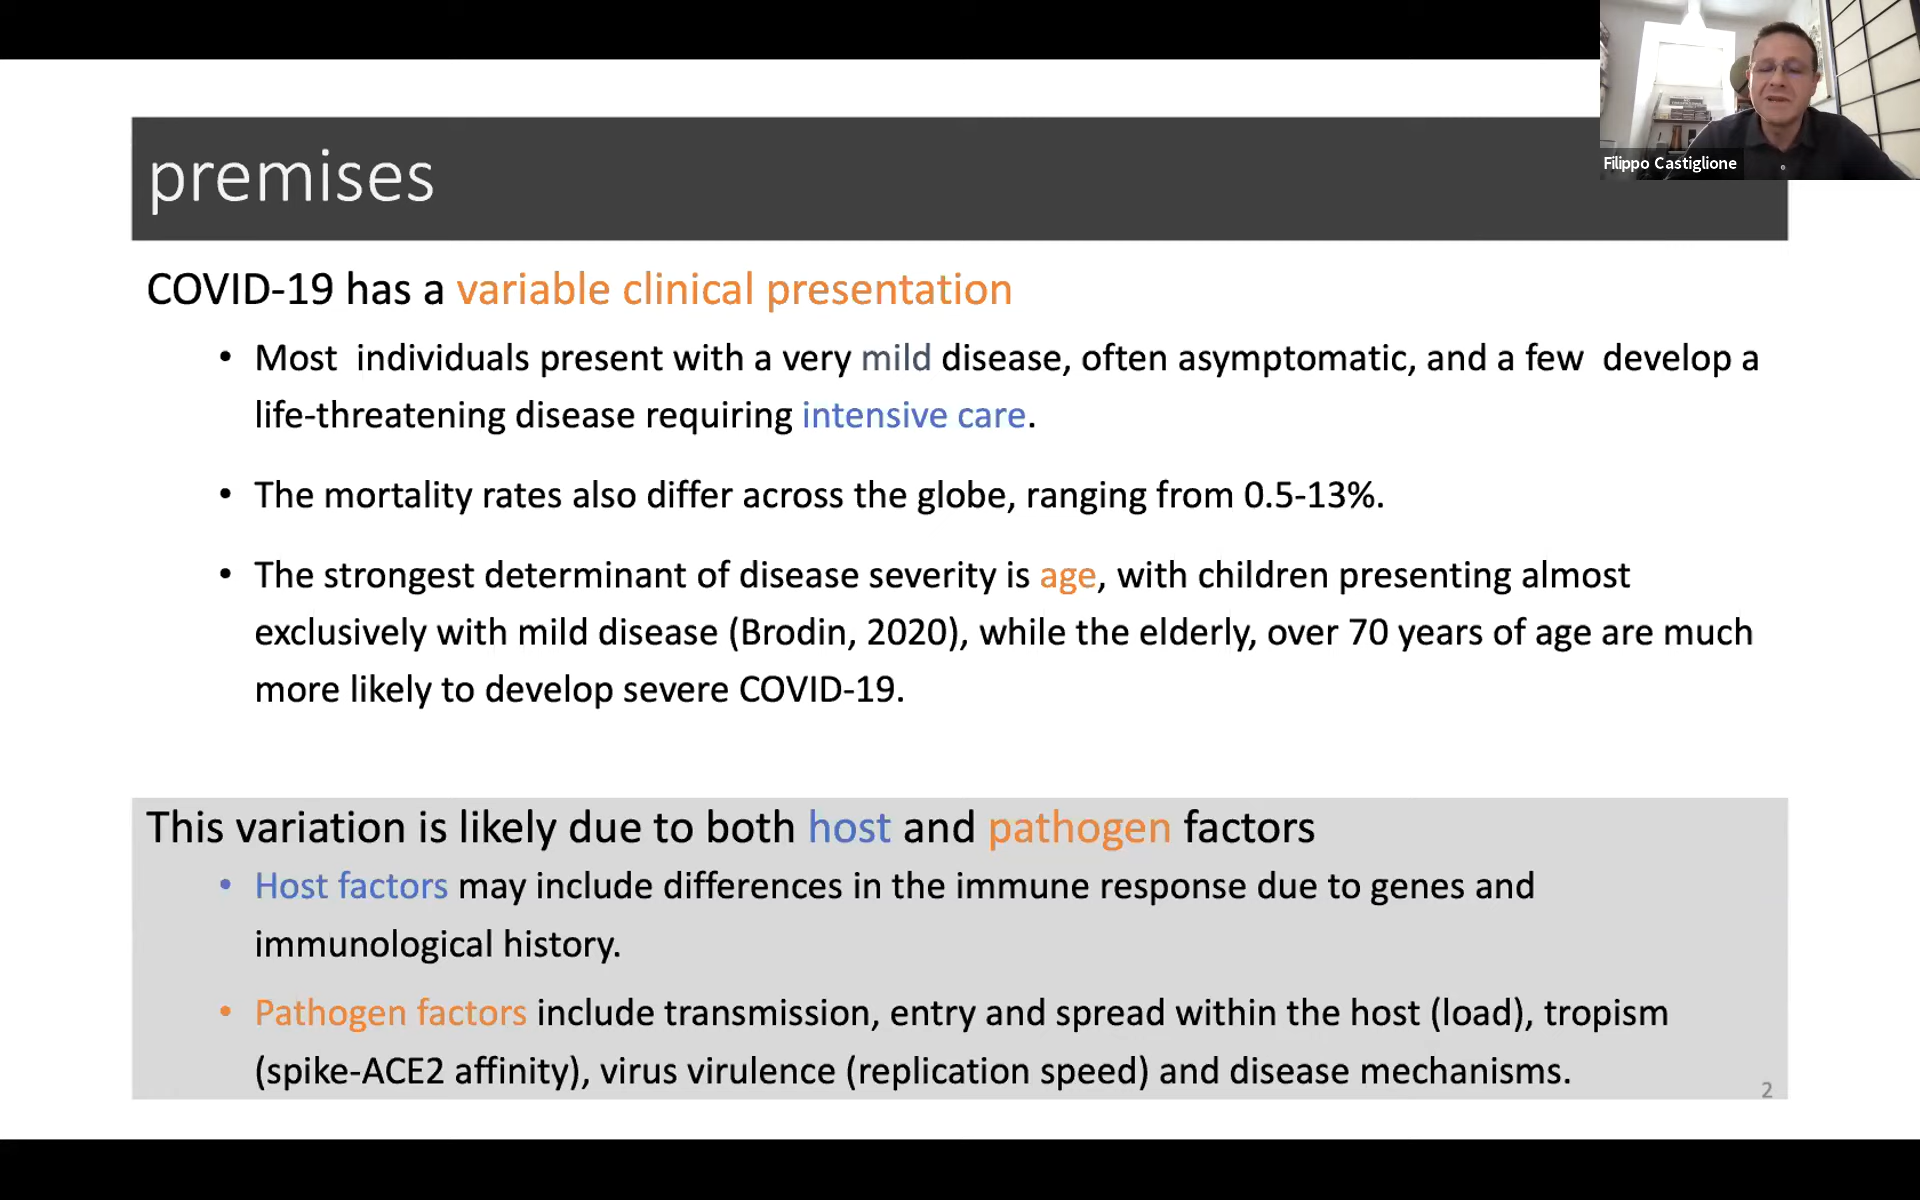 Filippo Castiglione
premises
COVID-19 has a variable clinical presentation
• Most individuals present with a very mild disease, often asymptomatic, and a few develop a
life-threatening disease requiring intensive care.
• The mortality rates also differ across the globe, ranging from 0.5-13%.
• The strongest determinant of disease severity is age, with children presenting almost
exclusively with mild disease (Brodin, 2020), while the elderly, over 70 years of age are much
more likely to develop severe COVID-19.
This variation is likely due to both host and pathogen factors
• Host factors may include differences in the immune response due to genes and
immunological history.
• Pathogen factors include transmission, entry and spread within the host (load), tropism
(spike-ACE2 affinity), virus virulence (replication speed) and disease mechanisms.
2